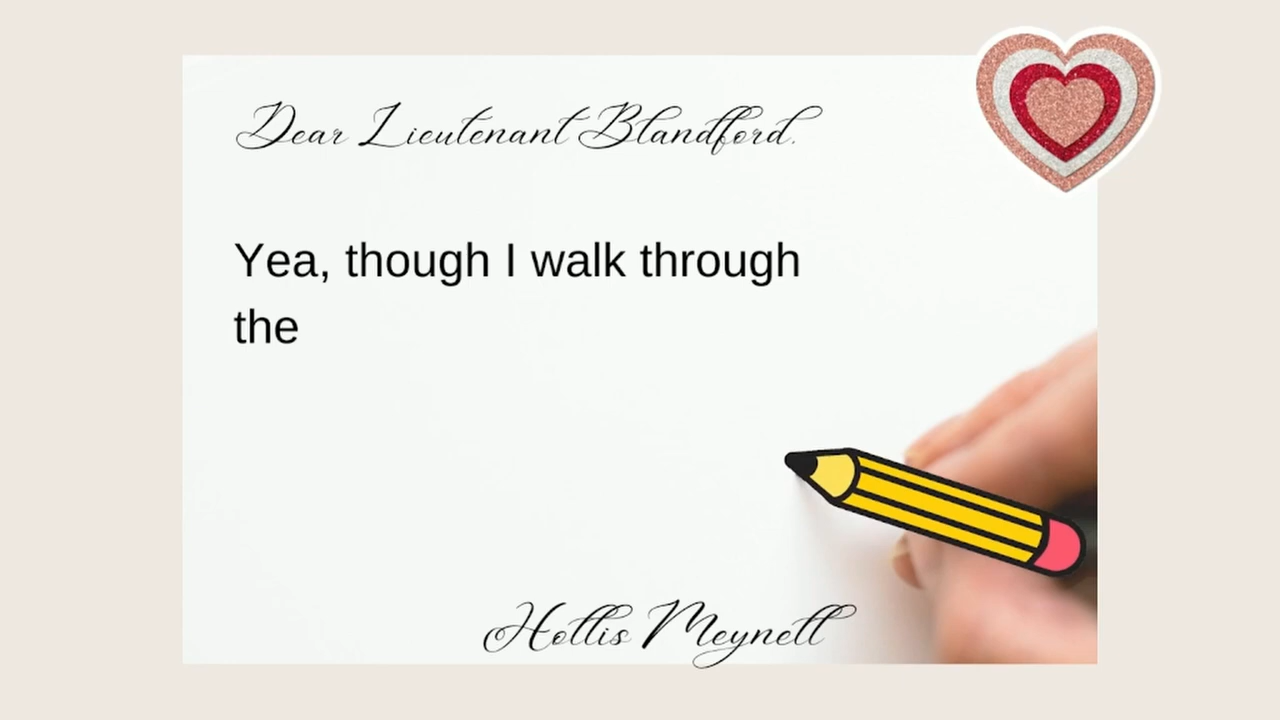 Dear Lieutenant Blandford.
Yea, though I walk through
the
Hollis Meynell